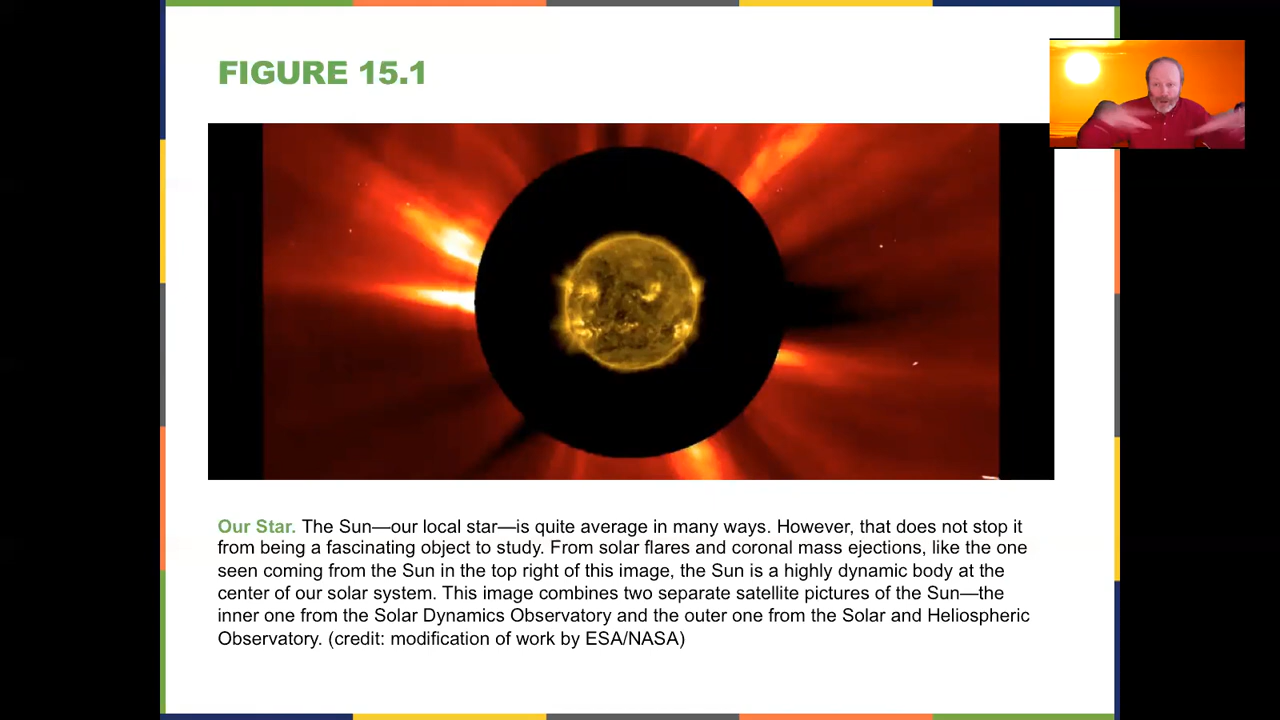 FIGURE 15.1
Our Star. The Sun—our local star—is quite average in many ways. However, that does not stop it
from being a fascinating object to study. From solar flares and coronal mass ejections, like the one
seen coming from the Sun in the top right of this image, the Sun is a highly dynamic body at the
center of our solar system. This image combines two separate satellite pictures of the Sun—the
inner one from the Solar Dynamics Observatory and the outer one from the Solar and Heliospheric
Observatory. (credit: modification of work by ESA/NASA)